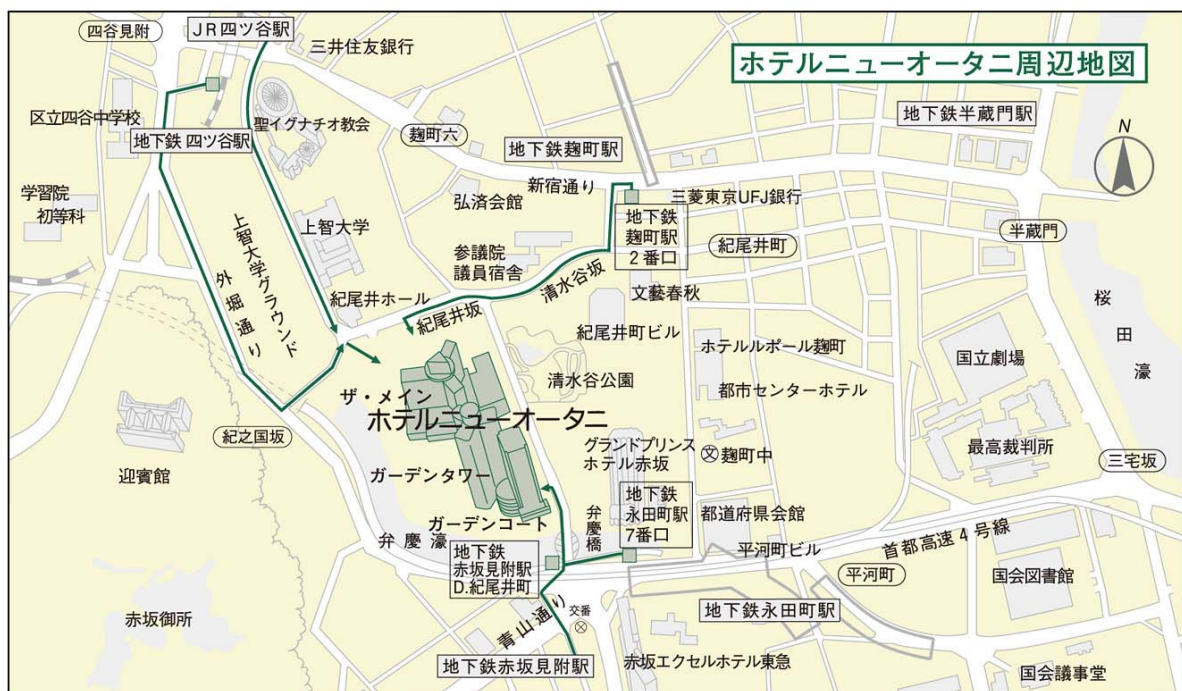 四谷見附
JR四ツ谷駅
三井住友銀行
ホテルニューオータニ周辺地図
区立四谷中学校
地下鉄 四ツ谷駅
聖イグナチオ教会
麹町六
地下鉄麹町駅
地下鉄半蔵門駅
N
新宿通り
三菱東京UFJ銀行
学習院
初等科
弘済会館
上智大学
地下鉄
麹町駅
2番口
紀尾井町
半蔵門
参議院
議員宿舎
上智大学グラウンド
外堀通り
清水谷坂
文藝春秋
紀尾井ホール
紀尾井坂
紀尾井町ビル
桜田濠
ホテルルポール麹町
国立劇場
清水谷公園
都市センターホテル
ザ・メイン
ホテルニューオータニ
紀之国坂
迎賓館
グランドプリンス
ホテル赤坂
文
麹町中
最高裁判所
三宅坂
ガーデンタワー
地下鉄
永田町駅
7番口
都道府県会館
ガーデンコート
弁慶濠
弁慶橋
地下鉄
赤坂見附駅
D.紀尾井町
平河町ビル
首都高速4号線
平河町
国会図書館
赤坂御所
青山通り
交番
地下鉄永田町駅
地下鉄赤坂見附駅
赤坂エクセルホテル東急
国会議事堂